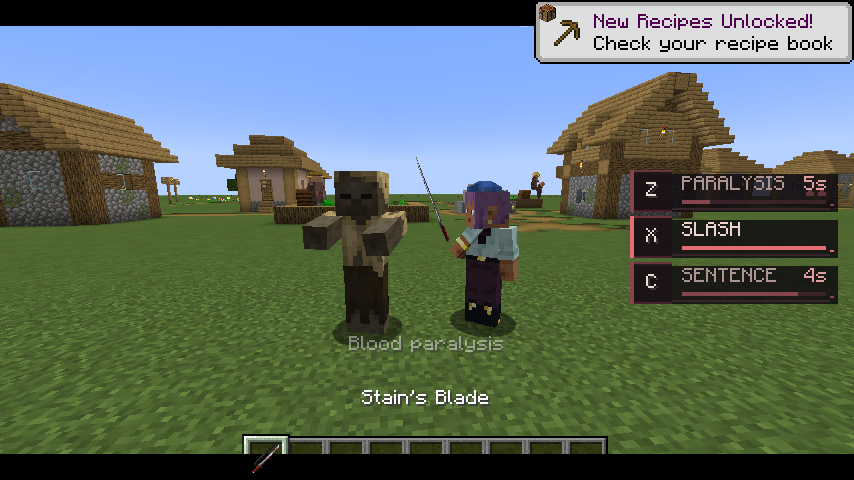 New Recipes Unlocked!
Check your recipe book
Z PARALYSIS 5s
X SLASH
C SENTENCE 4s
Blood paralysis
Stain's Blade